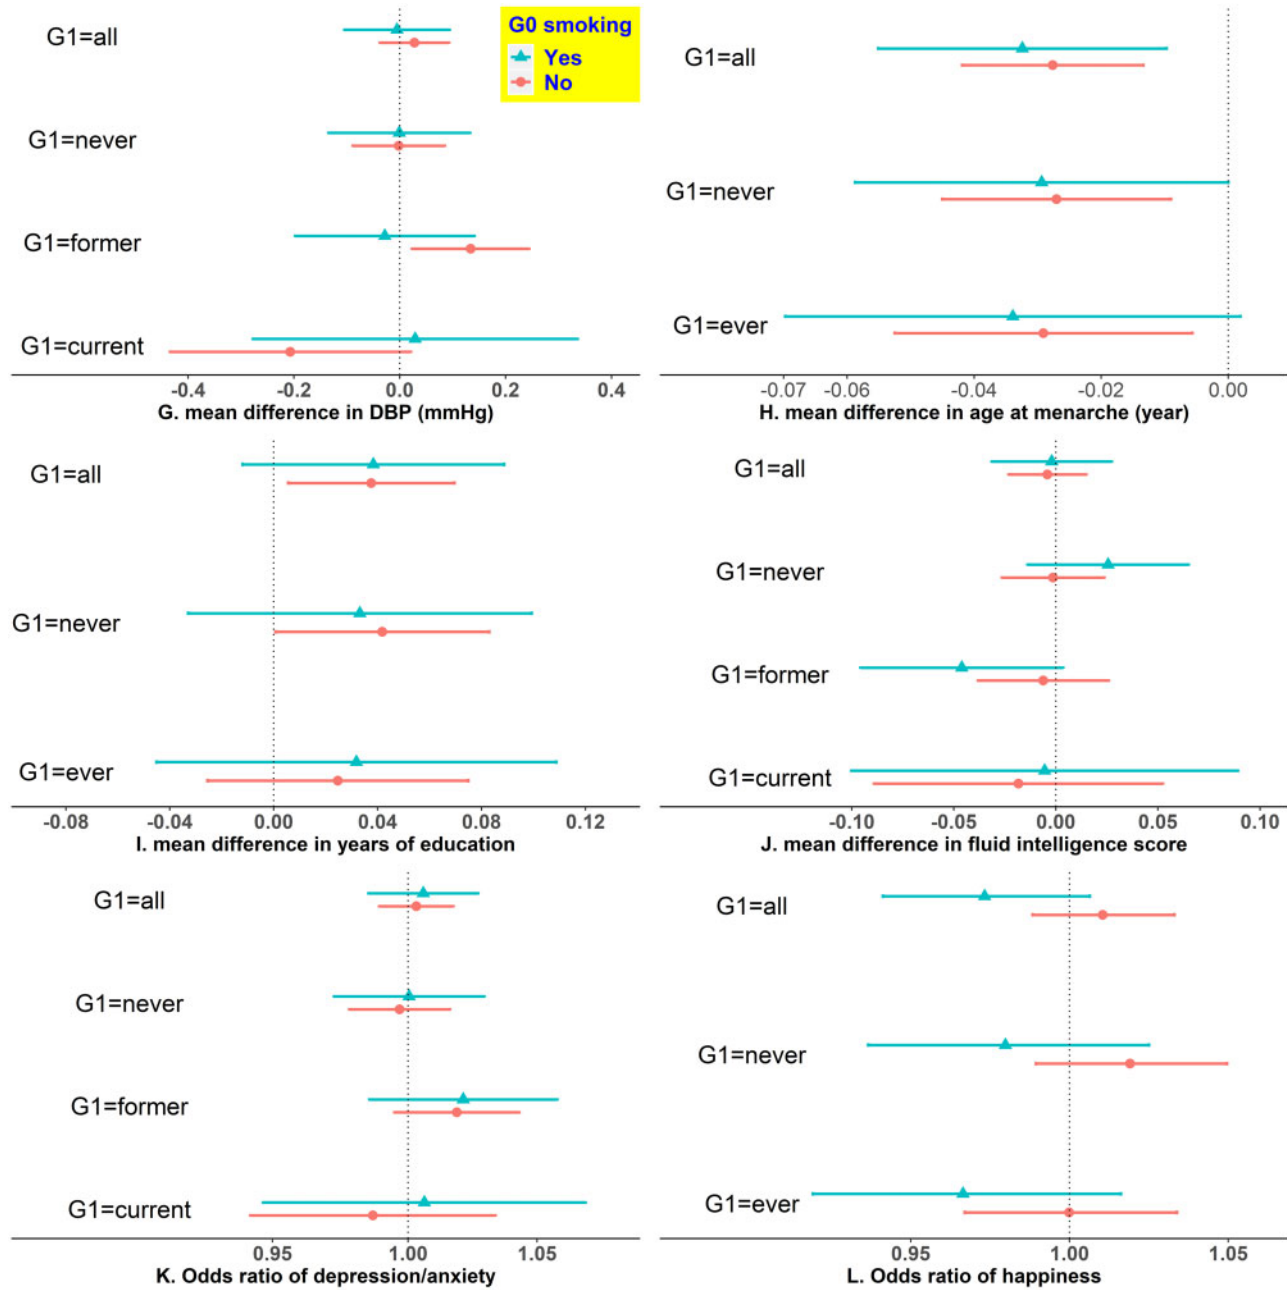 G1=all
G1=never
G1=former
G1=current
G0 smoking
Yes
No
-0.4 -0.2 0.0 0.2 0.4
G. mean difference in DBP (mmHg)
G1=all
G1=never
G1=ever
-0.07 -0.06 -0.04 -0.02 0.00
H. mean difference in age at menarche (year)
G1=all
G1=never
G1=ever
-0.08 -0.04 0.00 0.04 0.08 0.12
I. mean difference in years of education
G1=all
G1=never
G1=former
G1=current
-0.10 -0.05 0.00 0.05 0.10
J. mean difference in fluid intelligence score
G1=all
G1=never
G1=former
G1=current
0.95 1.00 1.05
K. Odds ratio of depression/anxiety
G1=all
G1=never
G1=ever
0.95 1.00 1.05
L. Odds ratio of happiness